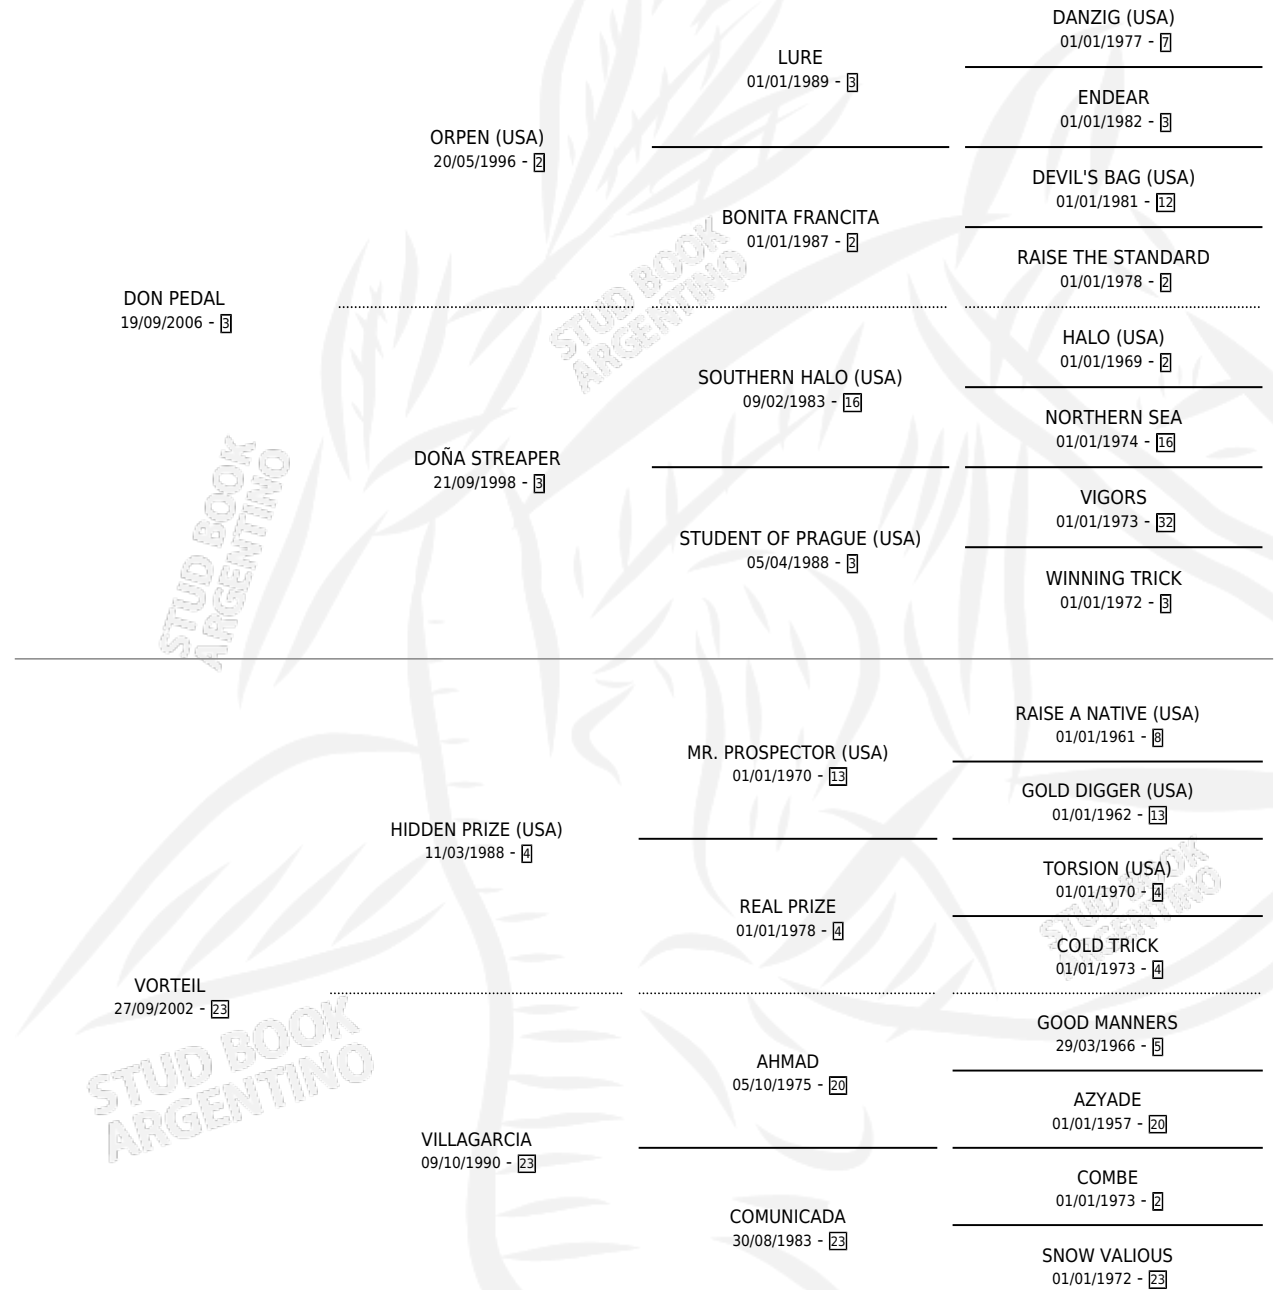 DANZIG (USA)
01/01/1977 - 7
LURE
01/01/1989 - 3
ENDEAR
01/01/1982 - 3
ORPEN (USA)
20/05/1996 - 2
DEVIL'S BAG (USA)
01/01/1981 - 12
BONITA FRANCITA
01/01/1987 - 2
RAISE THE STANDARD
01/01/1978 - 2
DON PEDAL
19/09/2006 - 3
HALO (USA)
01/01/1969 - 2
SOUTHERN HALO (USA)
09/02/1983 - 16
NORTHERN SEA
01/01/1974 - 16
DOÑA STREAPER
21/09/1998 - 3
VIGORS
01/01/1973 - 32
STUDENT OF PRAGUE (USA)
05/04/1988 - 3
WINNING TRICK
01/01/1972 - 3
RAISE A NATIVE (USA)
01/01/1961 - 8
MR. PROSPECTOR (USA)
01/01/1970 - 13
GOLD DIGGER (USA)
01/01/1962 - 13
HIDDEN PRIZE (USA)
11/03/1988 - 4
TORSION (USA)
01/01/1970 - 4
REAL PRIZE
01/01/1978 - 4
COLD TRICK
01/01/1973 - 4
VORTEIL
27/09/2002 - 23
GOOD MANNERS
29/03/1966 - 5
AHMAD
05/10/1975 - 20
AZYADE
01/01/1957 - 20
VILLAGARCIA
09/10/1990 - 23
COMBE
01/01/1973 - 2
COMUNICADA
30/08/1983 - 23
SNOW VALIOUS
01/01/1972 - 23
STUD BOOK
ARGENTINO
STUD BOOK
ARGENTINO
STUD BOOK
ARGENTINO
STUD BOOK
ARGENTINO